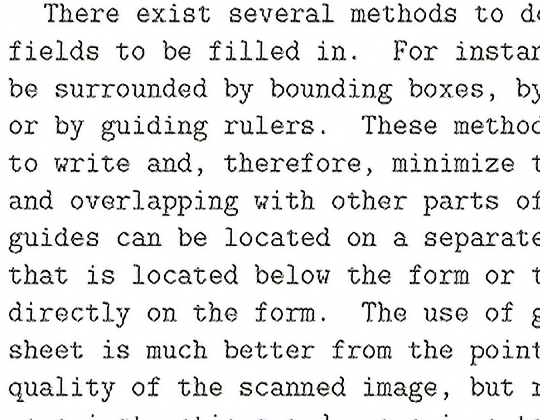 There exist several methods to
fields to be filled in. For
be surrounded by bounding boxes, by
or by guiding rulers. These
to write and, therefore, minimize
and overlapping with other parts of
guides can be located on a separate
that is located below the form or
directly on the form. The use of
sheet is much better from the point
quality of the scanned image, but